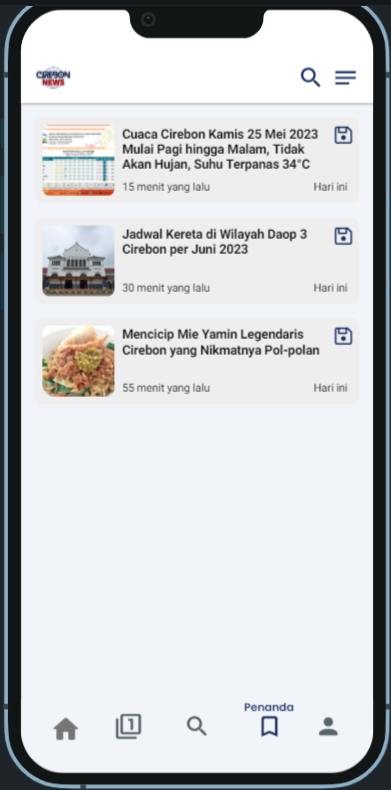 CIREBON
NEWS
Cuaca Cirebon Kamis 25 Mei 2023
Mulai Pagi hingga Malam, Tidak
Akan Hujan, Suhu Terpanas 34°C
15 menit yang lalu Hari ini
Jadwal Kereta di Wilayah Daop 3
Cirebon per Juni 2023
30 menit yang lalu Hari ini
Mencicip Mie Yamin Legendaris
Cirebon yang Nikmatnya Pol-polan
55 menit yang lalu Hari ini
Penanda
1